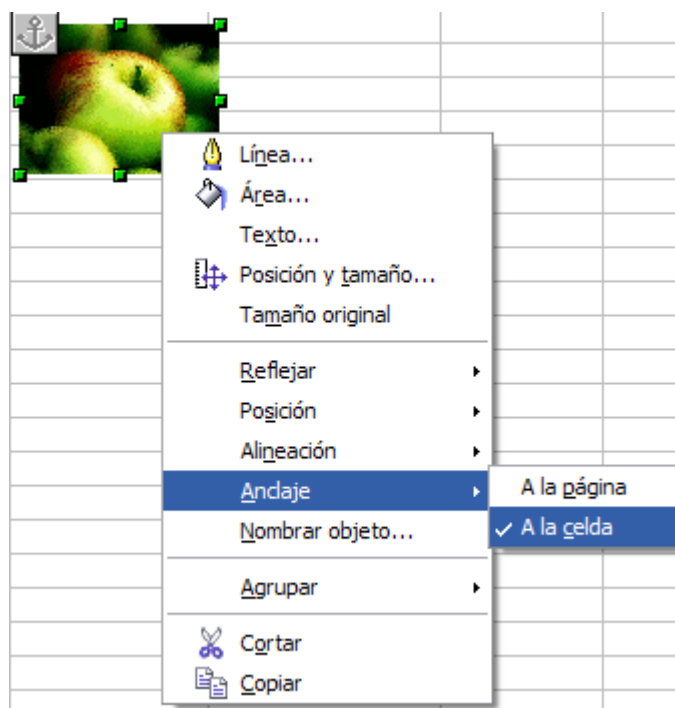 Línea...
Área...
Texto...
Posición y tamaño...
Tamaño original
Reflejar
Posición
Alineación
Anclaje
A la página
A la celda
Nombrar objeto...
Agrupar
Cortar
Copiar